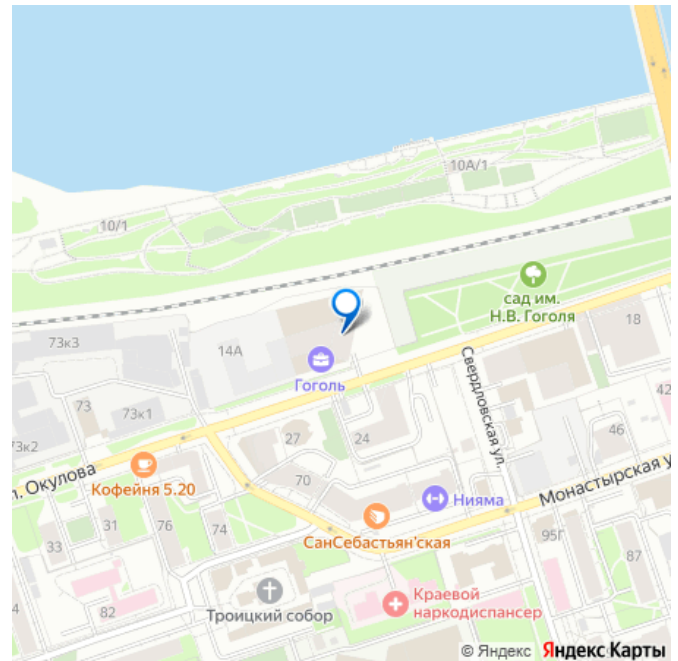 10А/1
10/1
сад им.
Н.В. Гоголя
18
73к3
14А
Гоголь
Свердловская ул.
73
73к1
42
27
24
46
3к2
л. Окулова
Кофейня 5.20
70
Нияма
Монастырская у
31
76
74
СанСебастьян'ская
95Г
33
87
Троицкий собор
Краевой
наркодиспансер
4
82
© Яндекс Яндекс Карты